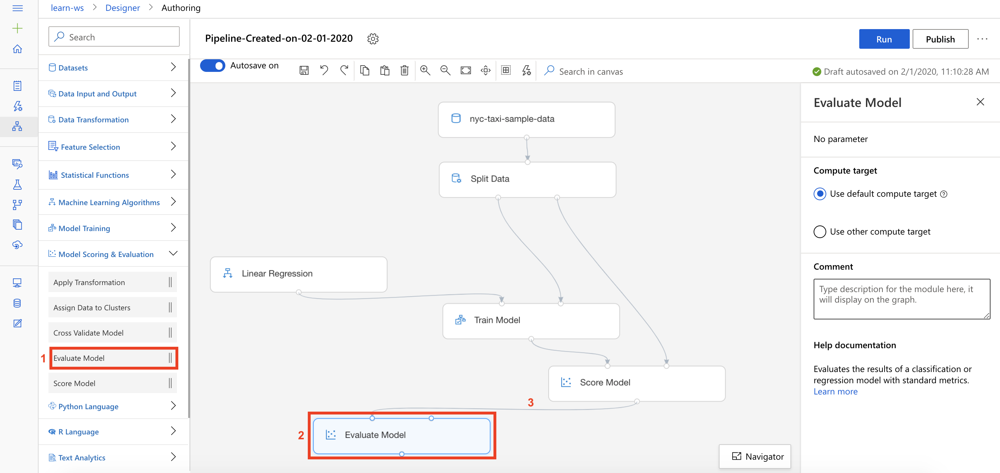 learn-ws > Designer > Authoring
Search
Pipeline-Created-on-02-01-2020
Run
Publish
...
Autosave on
Search in canvas
Draft autosaved on 2/1/2020, 11:10:28 AM
Datasets
Data Input and Output
Data Transformation
Feature Selection
Statistical Functions
Machine Learning Algorithms
Model Training
Model Scoring & Evaluation
Apply Transformation
Assign Data to Clusters
Cross Validate Model
1
Evaluate Model
Score Model
Python Language
R Language
Text Analytics
nyc-taxi-sample-data
Split Data
Linear Regression
Train Model
Score Model
3
2
Evaluate Model
Navigator
Evaluate Model
No parameter
Compute target
Use default compute target
Use other compute target
Comment
Type description for the module here, it
will display on the graph.
Help documentation
Evaluates the results of a classification or
regression model with standard metrics.
Learn more